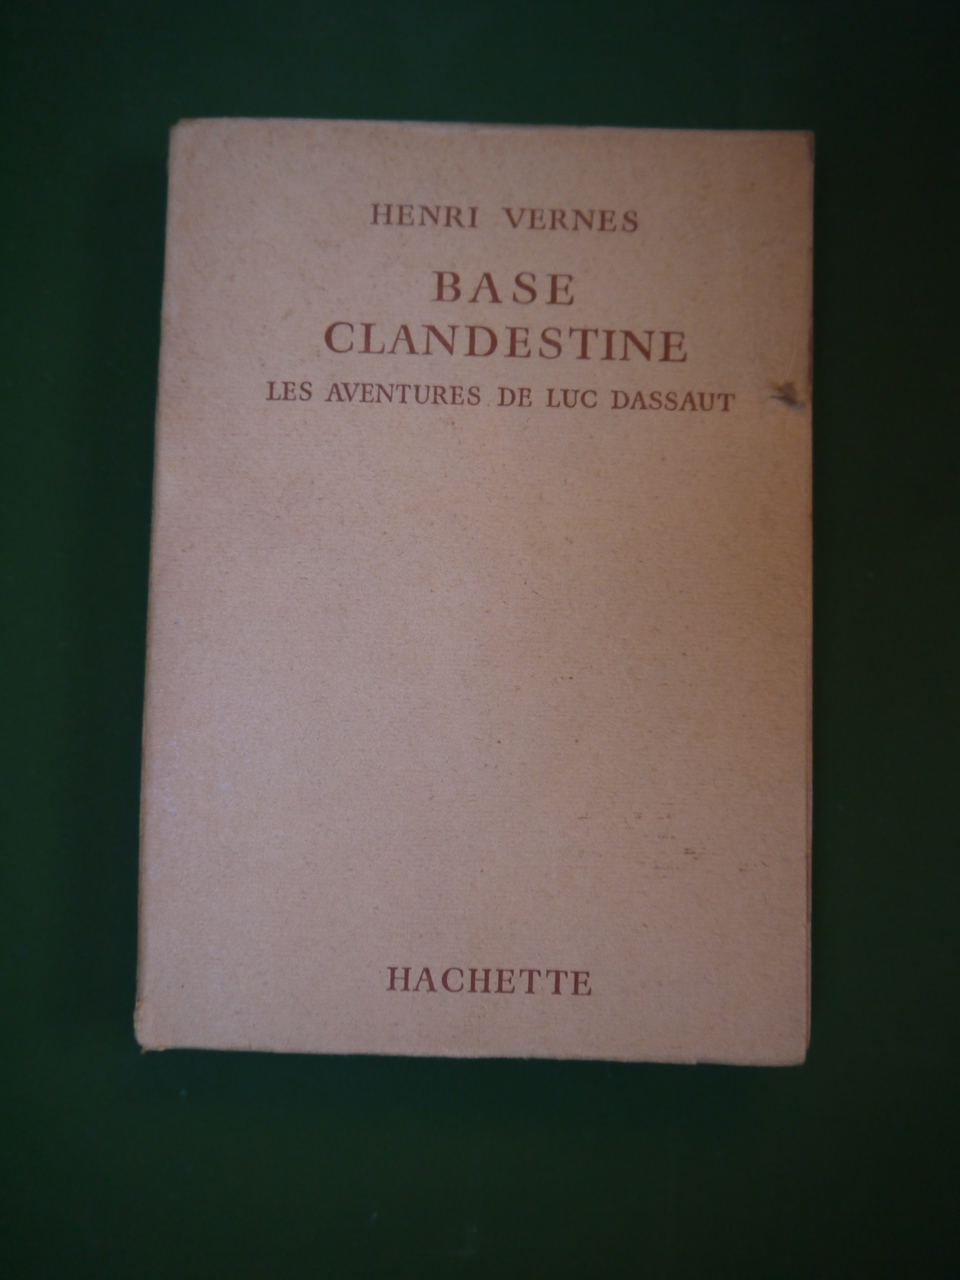 HENRI VERNES
BASE
CLANDESTINE
LES AVENTURES DE LUC DASSAUT
HACHETTE